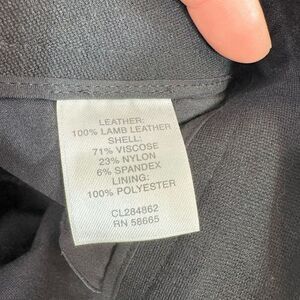 LEATHER:
100% LAMB LEATHER
SHELL:
71% VISCOSE
23% NYLON
6% SPANDEX
LINING:
100% POLYESTER
CL284862
RN 58665